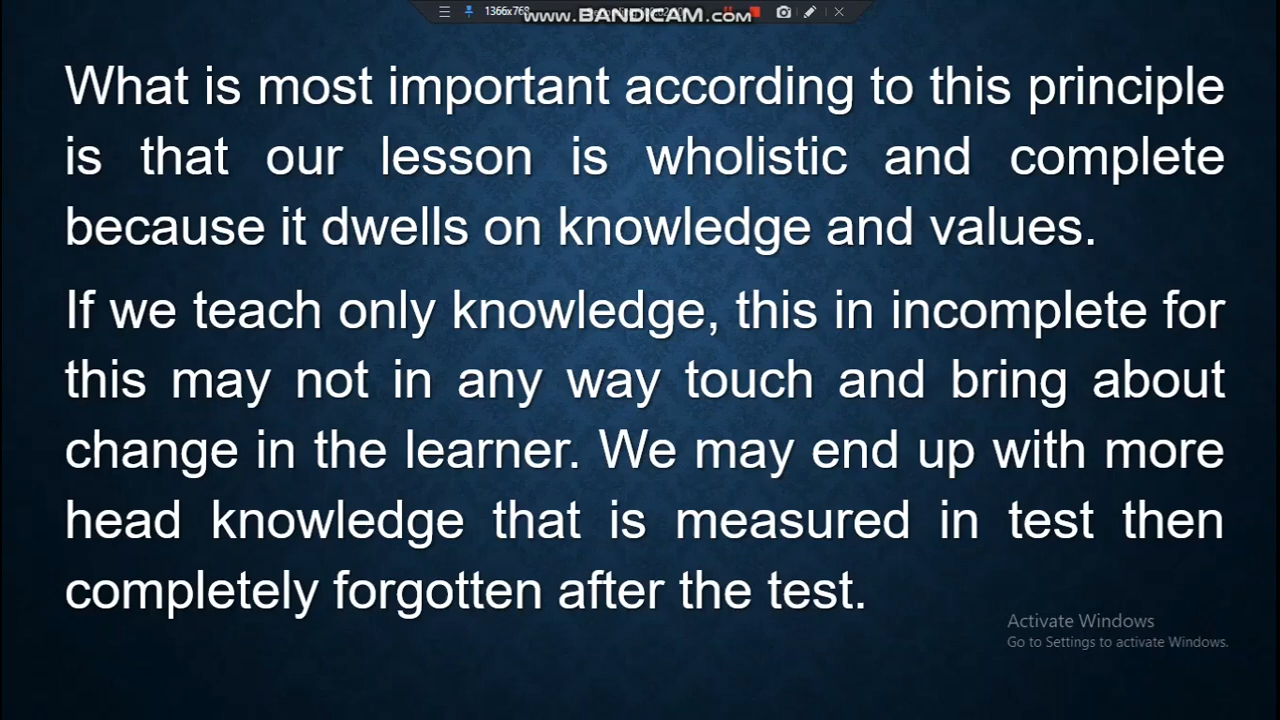 1366x768
www.BANDICAM.com
What is most important according to this principle
is that our lesson is wholistic and complete
because it dwells on knowledge and values.
If we teach only knowledge, this in incomplete for
this may not in any way touch and bring about
change in the learner. We may end up with more
head knowledge that is measured in test then
completely forgotten after the test.
Activate Windows
Go to Settings to activate Windows.